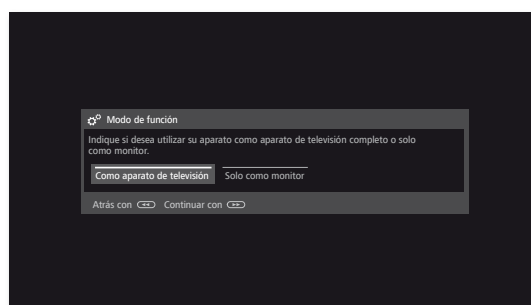 Modo de función
Indique si desea utilizar su aparato como aparato de televisión completo o solo
como monitor.
Como aparato de televisión Solo como monitor
Atrás con Continuar con